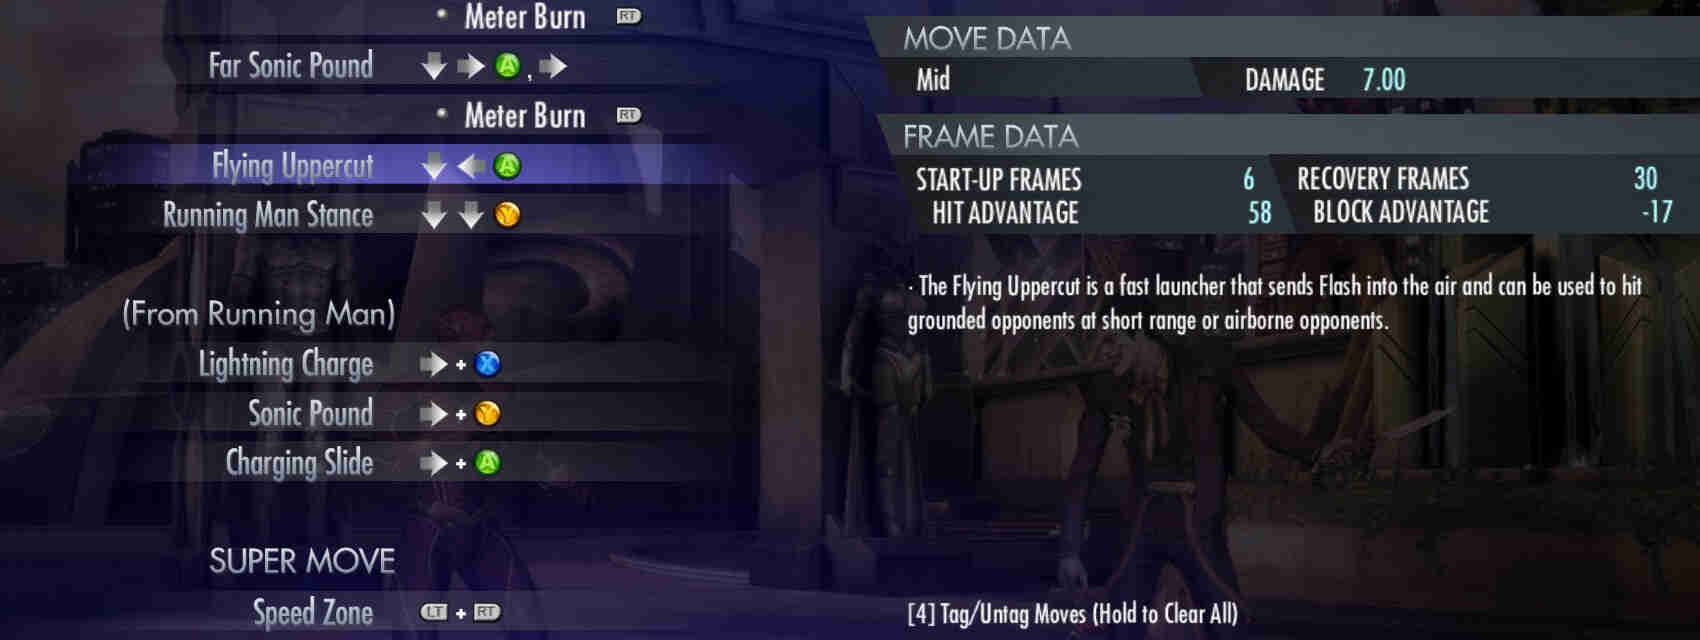 Meter Burn RT
Far Sonic Pound A ,
Meter Burn RT
Flying Uppercut A
Running Man Stance Y
(From Running Man)
Lightning Charge + X
Sonic Pound + Y
Charging Slide + A
SUPER MOVE
Speed Zone LT + RT
MOVE DATA
Mid DAMAGE 7.00
FRAME DATA
START-UP FRAMES 6 RECOVERY FRAMES 30
HIT ADVANTAGE 58 BLOCK ADVANTAGE -17
· The Flying Uppercut is a fast launcher that sends Flash into the air and can be used to hit
grounded opponents at short range or airborne opponents.
[4] Tag/Untag Moves (Hold to Clear All)